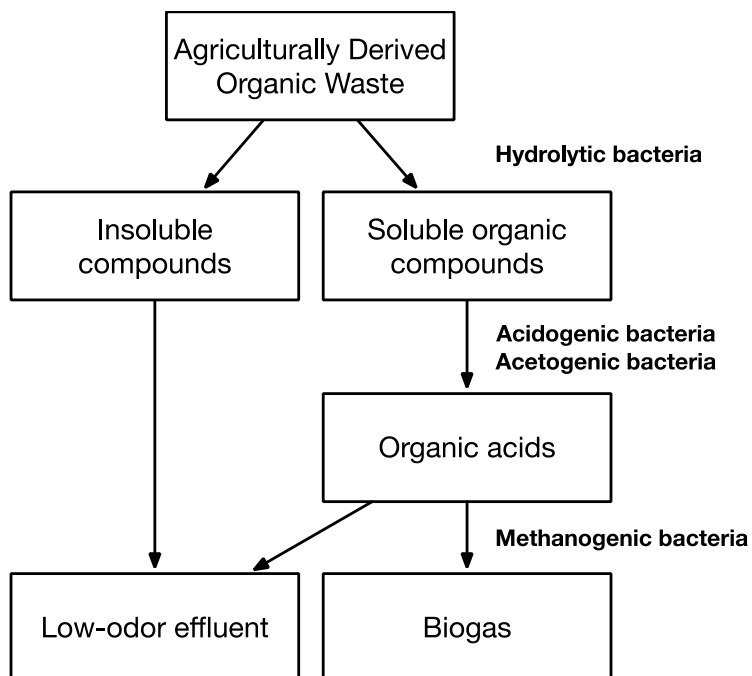 Agriculturally Derived
Organic Waste
Hydrolytic bacteria
Insoluble
compounds
Soluble organic
compounds
Acidogenic bacteria
Acetogenic bacteria
Organic acids
Methanogenic bacteria
Low-odor effluent
Biogas